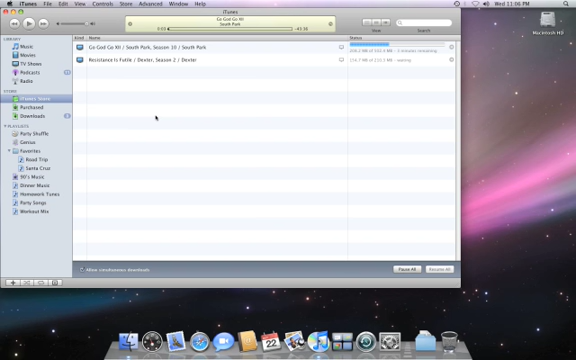 iTunes File Edit View Controls Store Advanced Window Help
Wed 11:06 PM
iTunes
Go God Go XII
South Park
View
Search
LIBRARY
Music
Movies
TV Shows
Podcasts
Radio
STORE
iTunes Store
Purchased
Downloads
PLAYLISTS
Party Shuffle
Genius
Favorites
Road Trip
Santa Cruz
90's Music
Dinner Music
Homework Tunes
Party Songs
Workout Mix
Kind Name Status
Go God Go XII / South Park, Season 10 / South Park
Resistance Is Futile / Dexter, Season 2 / Dexter
Allow simultaneous downloads
Pause All Resume All
Macintosh HD
22